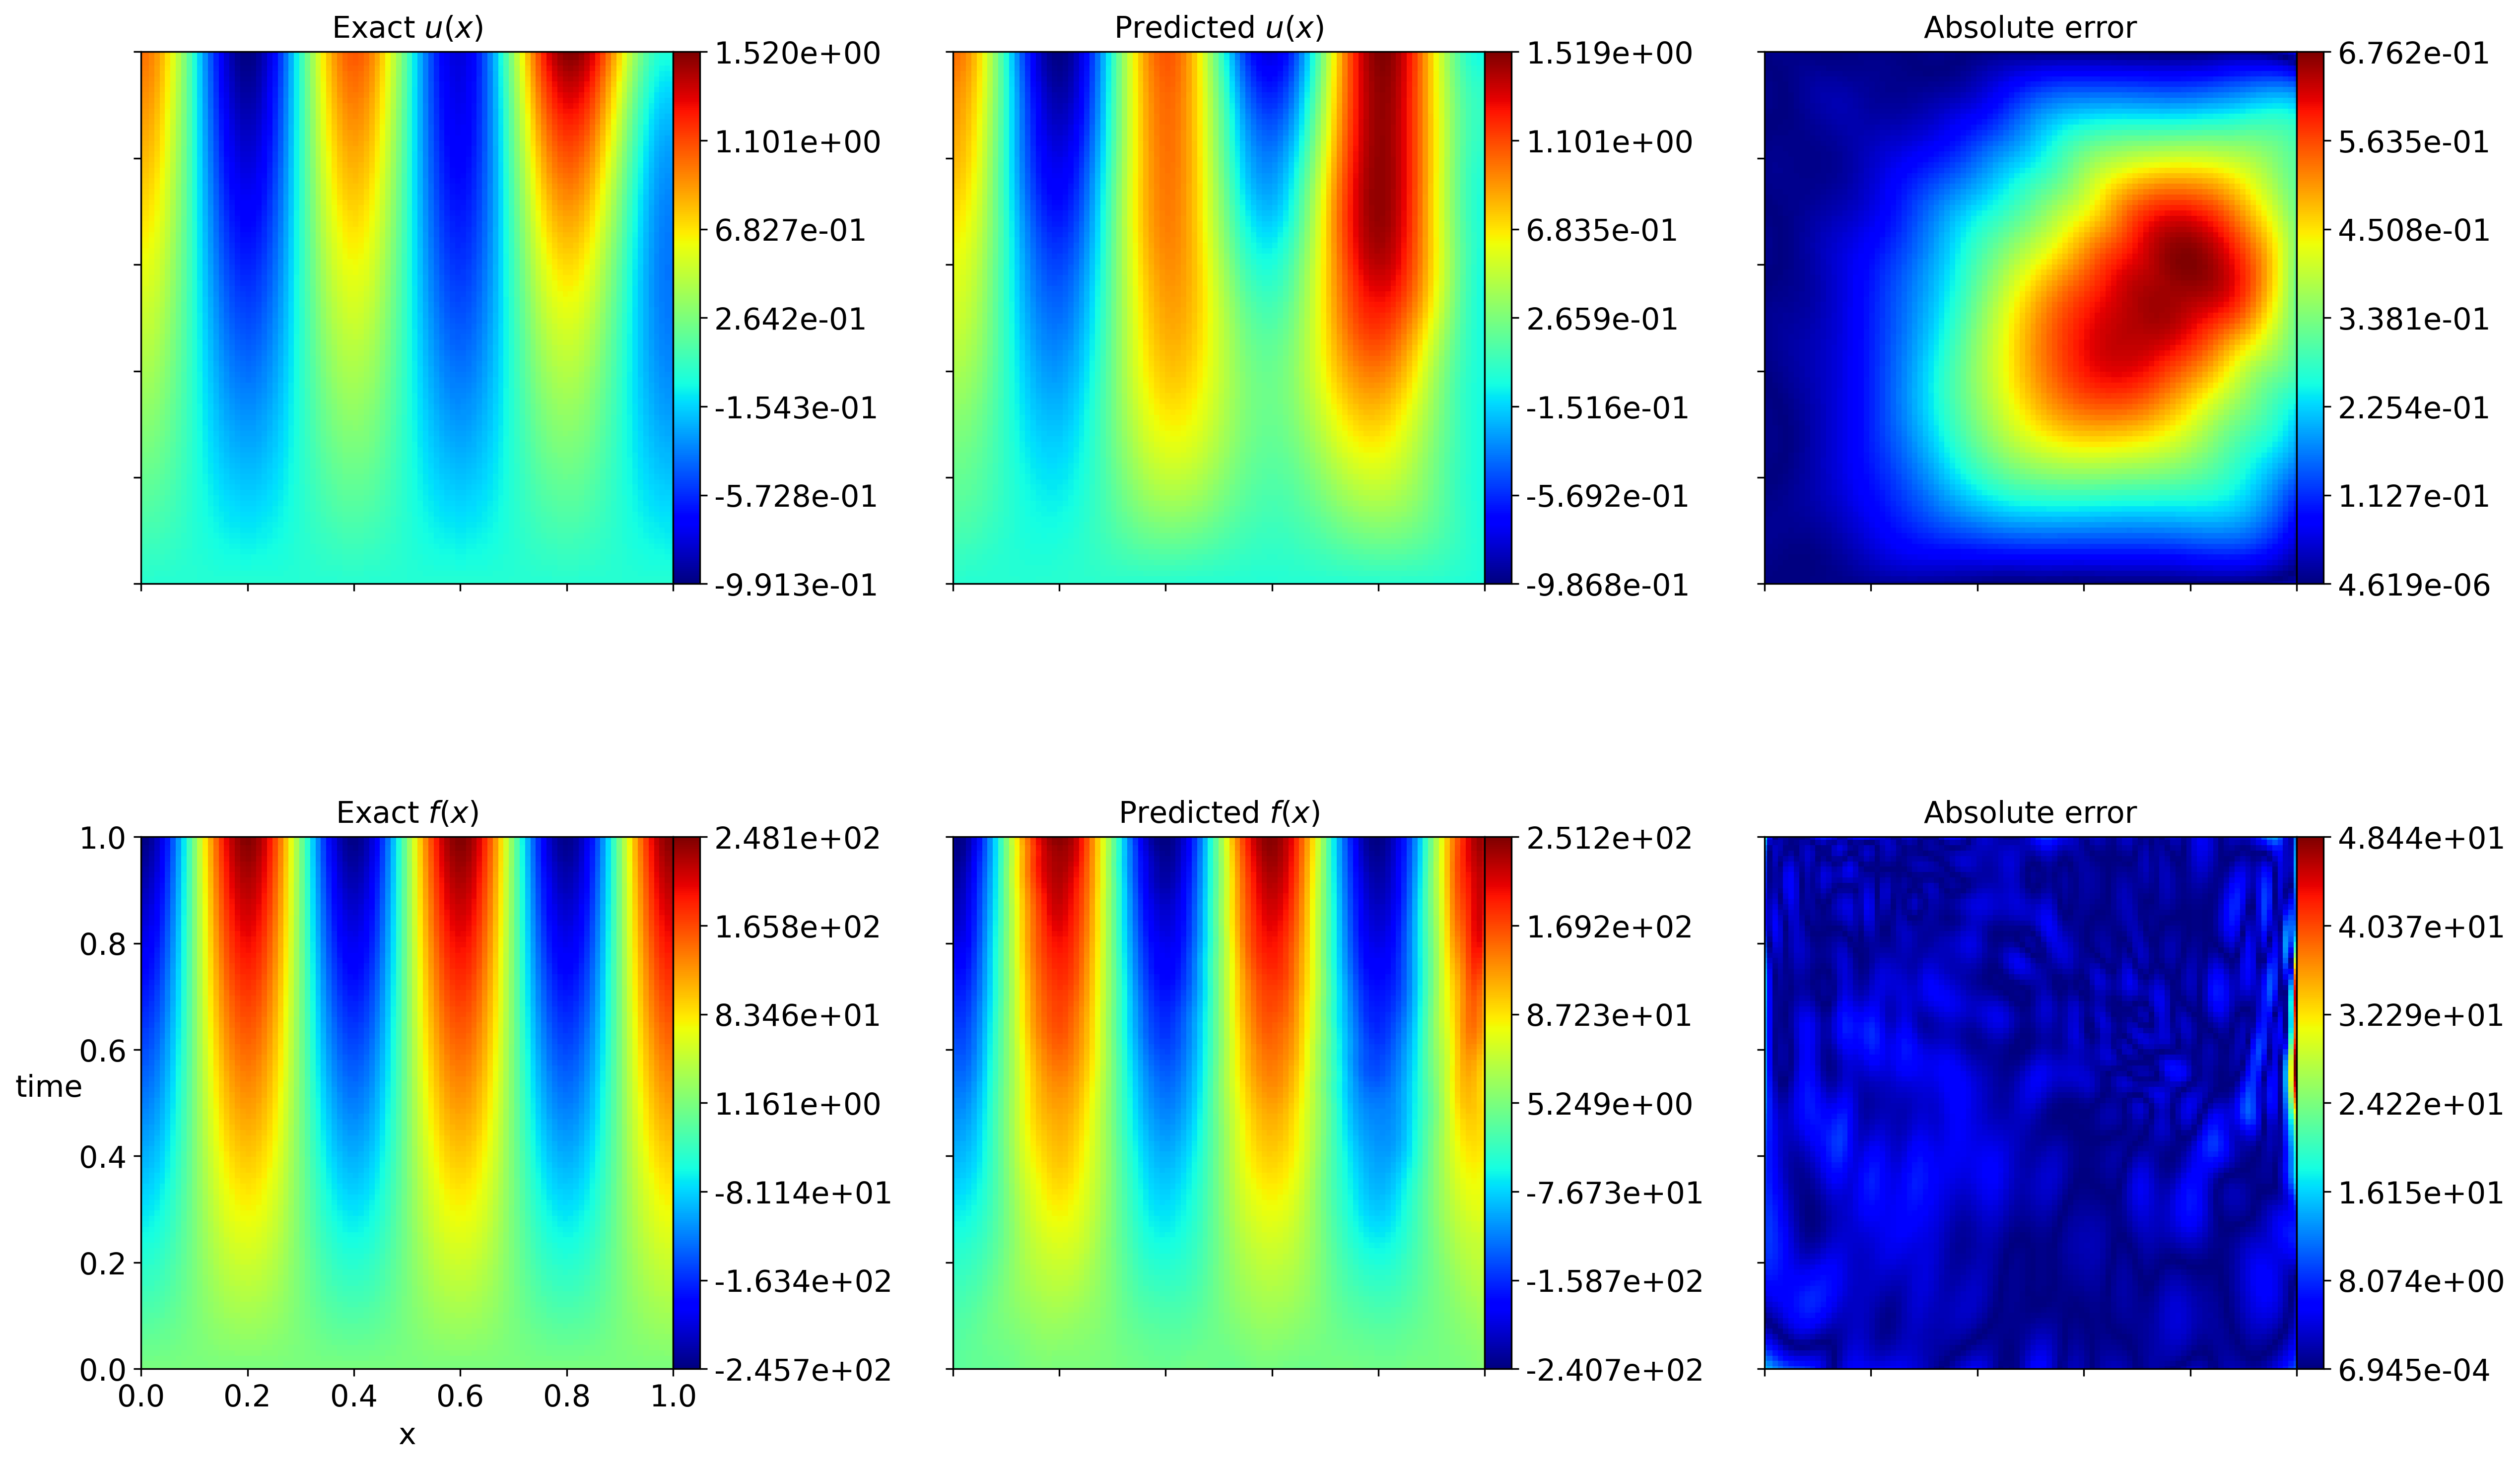 Exact u(x)
1.520e+00
1.101e+00
6.827e-01
2.642e-01
-1.543e-01
-5.728e-01
-9.913e-01
Predicted u(x)
1.519e+00
1.101e+00
6.835e-01
2.659e-01
-1.516e-01
-5.692e-01
-9.868e-01
Absolute error
6.762e-01
5.635e-01
4.508e-01
3.381e-01
2.254e-01
1.127e-01
4.619e-06
Exact f(x)
1.0
0.8
0.6
0.4
0.2
0.0
time
0.0 0.2 0.4 0.6 0.8 1.0
x
2.481e+02
1.658e+02
8.346e+01
1.161e+00
-8.114e+01
-1.634e+02
-2.457e+02
Predicted f(x)
2.512e+02
1.692e+02
8.723e+01
5.249e+00
-7.673e+01
-1.587e+02
-2.407e+02
Absolute error
4.844e+01
4.037e+01
3.229e+01
2.422e+01
1.615e+01
8.074e+00
6.945e-04